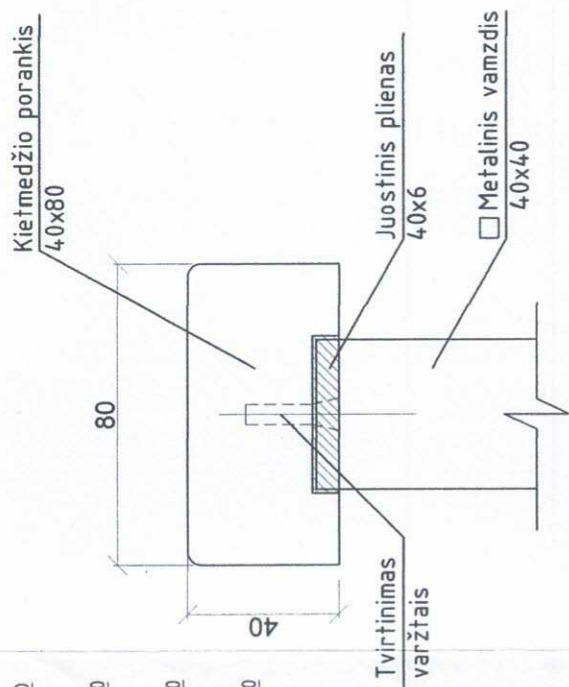 Kietmedžio porankis
40x80
80
40
Juostinis plienas
40x6
Metalinis vamzdis
40x40
Tvirtinimas
varžtais